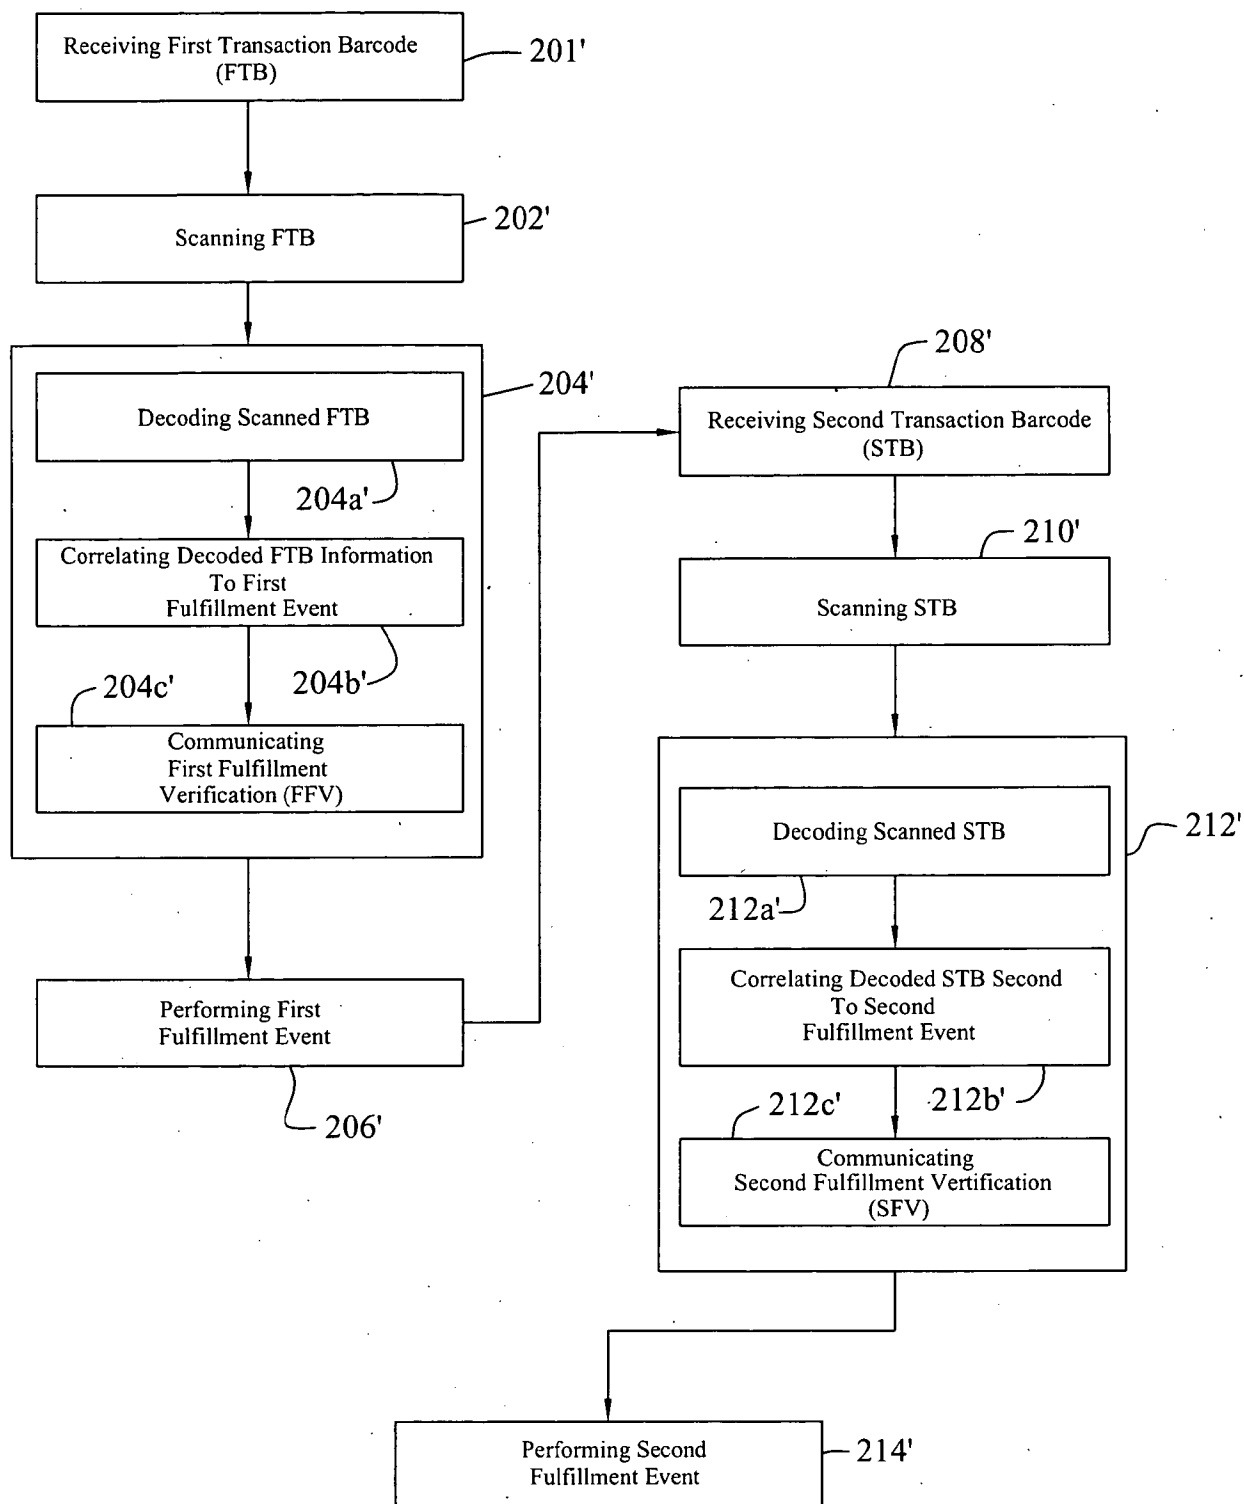 Receiving First Transaction Barcode
(FTB)
201'
Scanning FTB
202'
204'
Decoding Scanned FTB
204a'
Correlating Decoded FTB Information
To First
Fulfillment Event
204b'
204c'
Communicating
First Fulfillment
Verification (FFV)
Performing First
Fulfillment Event
206'
208'
Receiving Second Transaction Barcode
(STB)
210'
Scanning STB
212'
Decoding Scanned STB
212a'
Correlating Decoded STB Second
To Second
Fulfillment Event
212b'
212c'
Communicating
Second Fulfillment Vertification
(SFV)
Performing Second
Fulfillment Event
214'